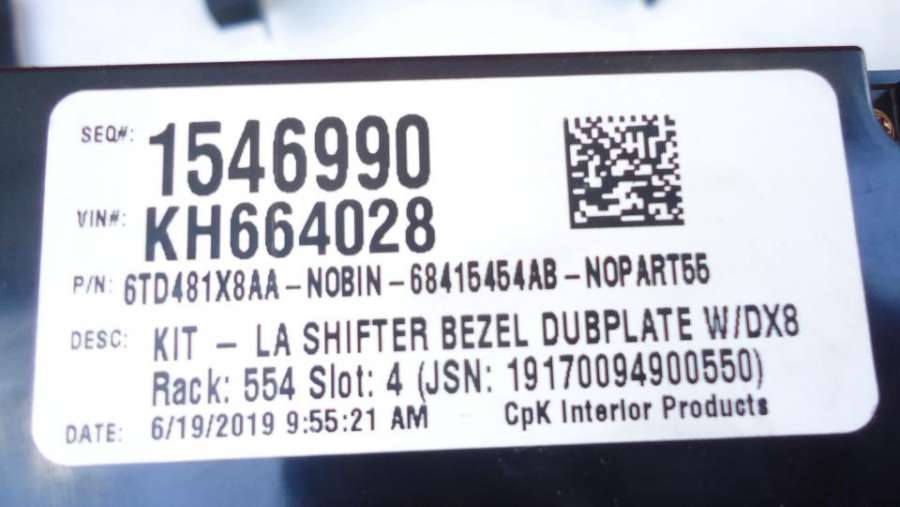 SEQ#: 1546990
VIN#: KH664028
P/N: 6TD481X8AA-NOBIN-68415454AB-NOPART55
DESC: KIT - LA SHIFTER BEZEL DUBPLATE W/DX8
Rack: 554 Slot: 4 (JSN: 19170094900550)
DATE: 6/19/2019 9:55:21 AM CpK Interior Products